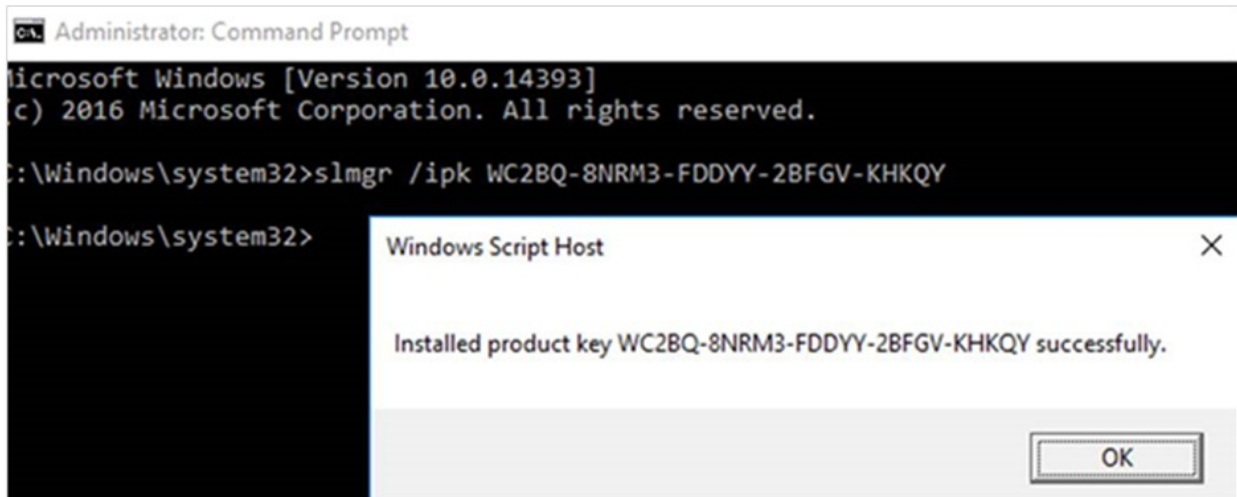 Administrator: Command Prompt
Microsoft Windows [Version 10.0.14393]
(c) 2016 Microsoft Corporation. All rights reserved.
C:\Windows\system32>slmgr /ipk WC2BQ-8NRM3-FDDYY-2BFGV-KHKQY
C:\Windows\system32>
Windows Script Host
Installed product key WC2BQ-8NRM3-FDDYY-2BFGV-KHKQY successfully.
OK